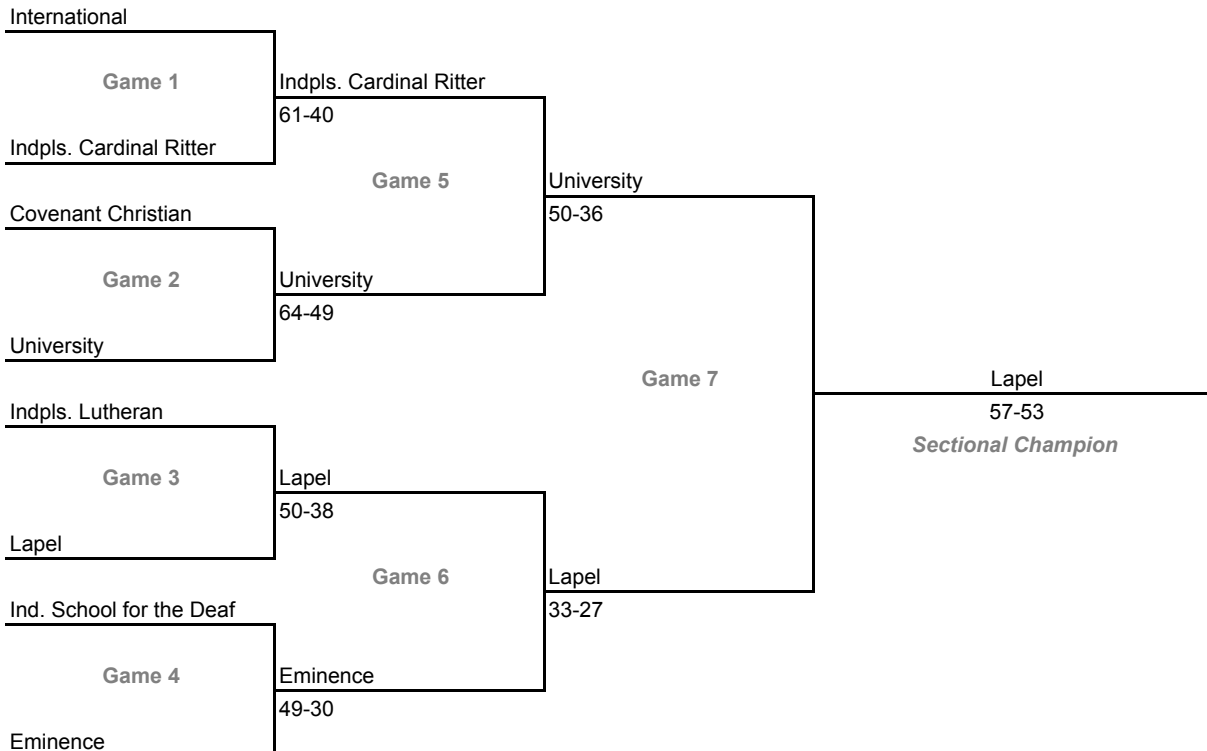 International
Game 1
Indpls. Cardinal Ritter
61-40
Indpls. Cardinal Ritter
Game 5
University
50-36
Covenant Christian
Game 2
University
64-49
University
Game 7
Lapel
57-53
Sectional Champion
Indpls. Lutheran
Game 3
Lapel
50-38
Lapel
Game 6
Lapel
33-27
Ind. School for the Deaf
Game 4
Eminence
49-30
Eminence